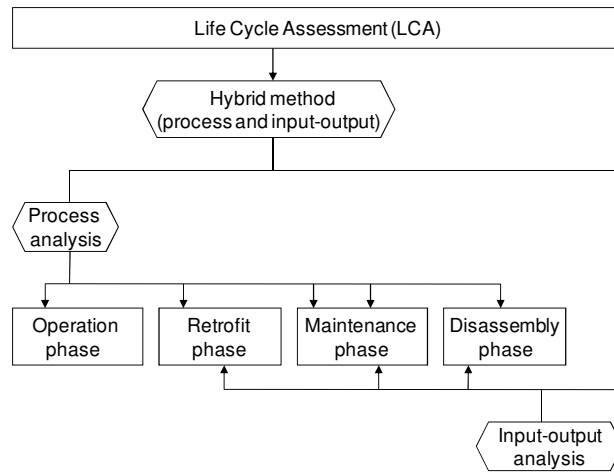 Life Cycle Assessment (LCA)
Hybrid method
(process and input-output)
Process
analysis
Operation
phase
Retrofit
phase
Maintenance
phase
Disassembly
phase
Input-output
analysis